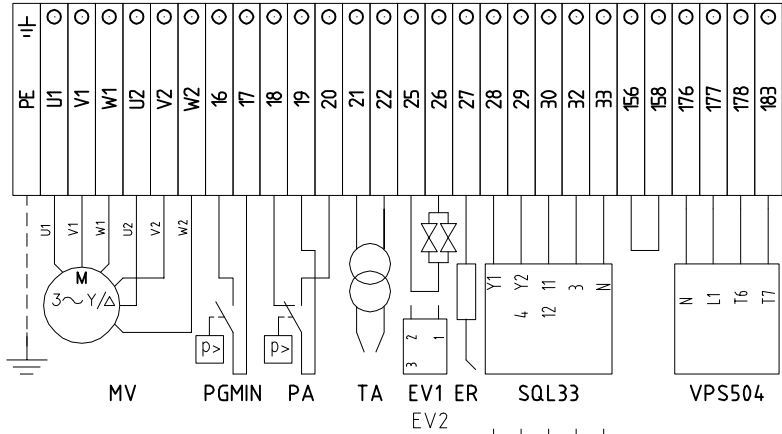 PE U1 V1 W1 U2 V2 W2 16 17 18 19 20 21 22 25 26 27 28 29 30 32 33 156 158 176 177 178 183
U1 V1 W1 U2 V2 W2
M
3~ Y/△
P>
P>
3 2 1
Y1 Y2 11 3 N
4 12
N L1 T6 T7
MV PGMIN PA TA EV1 ER SQL33 VPS504
EV2